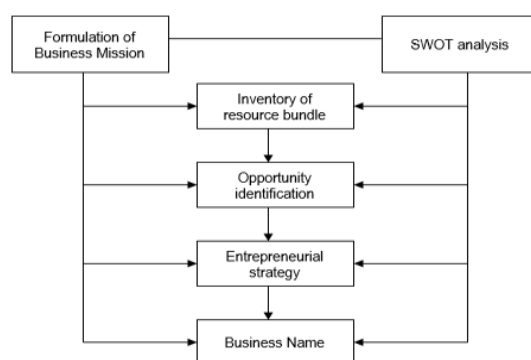 Formulation of
Business Mission
SWOT analysis
Inventory of
resource bundle
Opportunity
identification
Entrepreneurial
strategy
Business Name